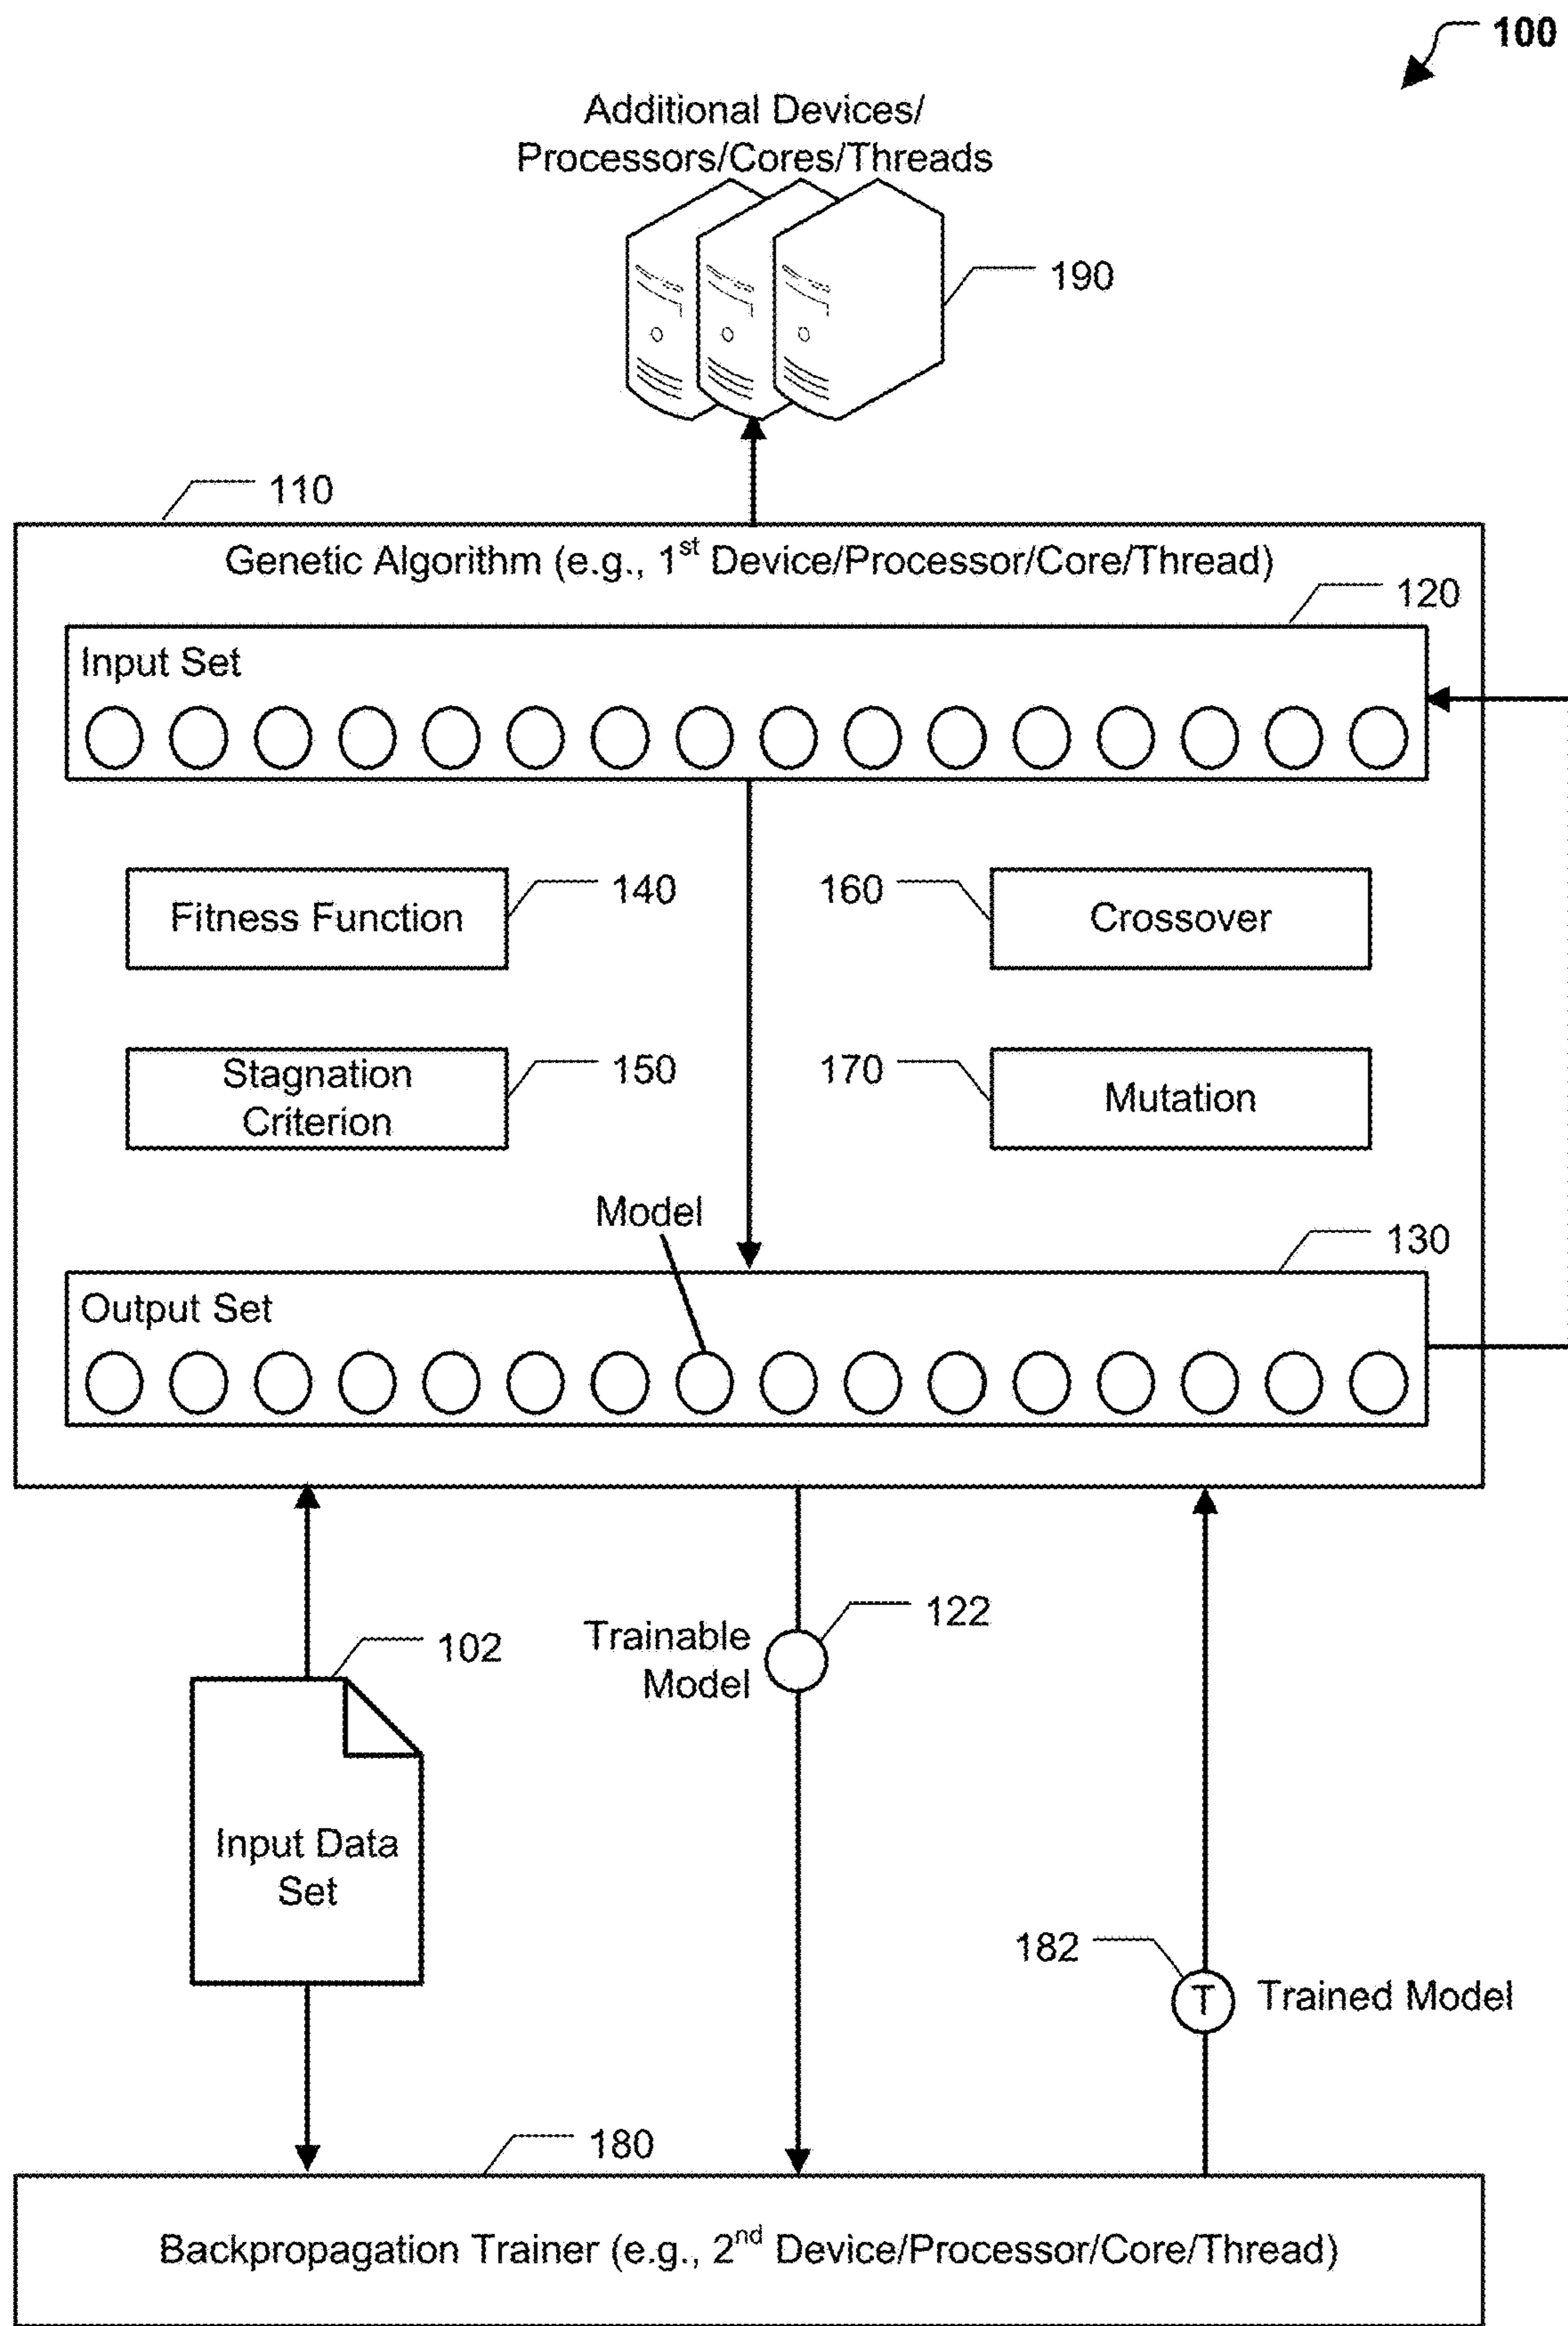 100
Additional Devices/
Processors/Cores/Threads
190
110
Genetic Algorithm (e.g., 1st Device/Processor/Core/Thread)
120
Input Set
Fitness Function
140
160
Crossover
Stagnation
Criterion
150
170
Mutation
Model
130
Output Set
102
Trainable
Model
122
Input Data
Set
182
T
Trained Model
180
Backpropagation Trainer (e.g., 2nd Device/Processor/Core/Thread)